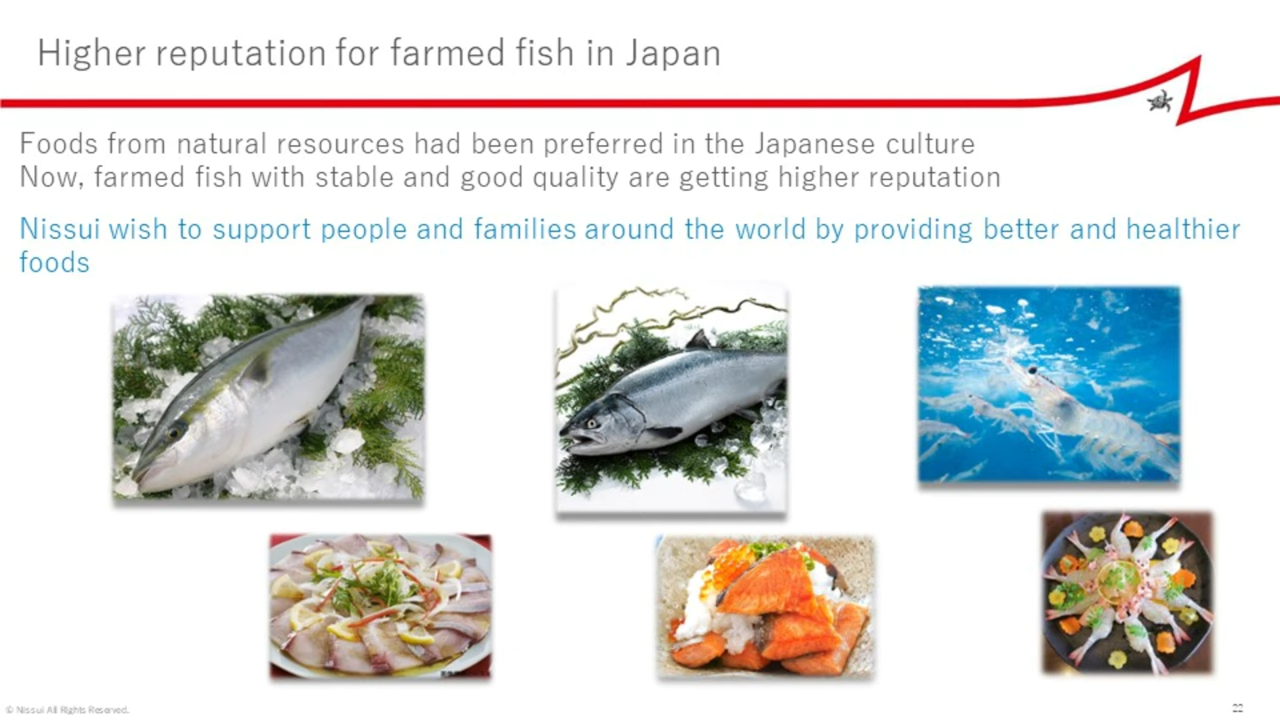 Higher reputation for farmed fish in Japan
Foods from natural resources had been preferred in the Japanese culture
Now, farmed fish with stable and good quality are getting higher reputation
Nissui wish to support people and families around the world by providing better and healthier
foods
© Nissui All Rights Reserved.
22